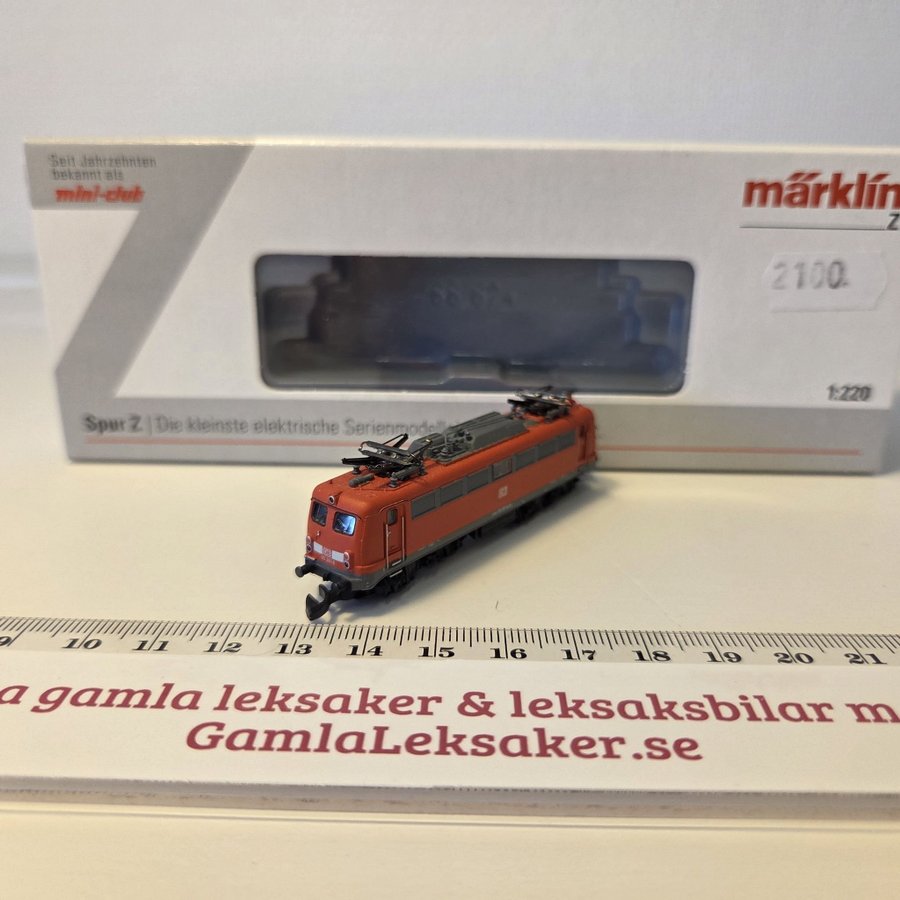 Seit Jahrzehnten
bekannt als
mini-club
märklin
Z
2100.
1:220
Spur Z | Die kleinste elektrische Serienmodell
DB
9 10 11 12 13 14 15 16 17 18 19 20 21
a gamla leksaker & leksaksbilar m
GamlaLeksaker.se